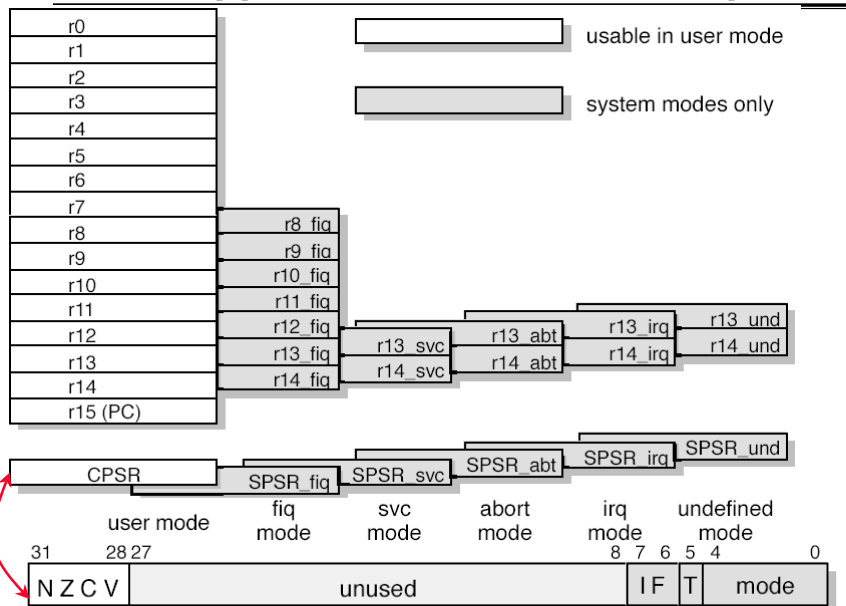 r0
r1
r2
r3
r4
r5
r6
r7
r8
r9
r10
r11
r12
r13
r14
r15 (PC)
usable in user mode
system modes only
r8_fiq
r9_fiq
r10_fiq
r11_fiq
r12_fiq
r13_fiq
r14_fiq
r13_svc
r14_svc
r13_abt
r14_abt
r13_irq
r14_irq
r13_und
r14_und
CPSR
SPSR_fiq
SPSR_svc
SPSR_abt
SPSR_irq
SPSR_und
user mode
fiq
mode
svc
mode
abort
mode
irq
mode
undefined
mode
31 28 27 8 7 6 5 4 0
N Z C V unused I F T mode